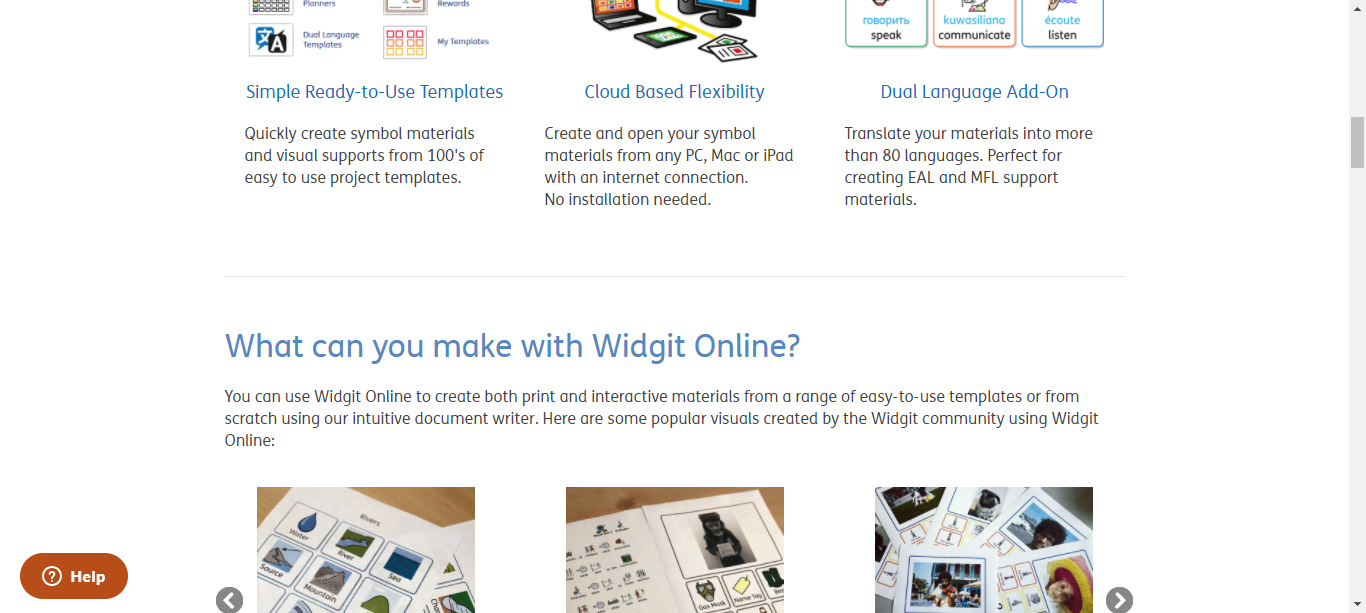 Planners
Rewards
Dual Language
Templates
My Templates
говорить
speak
kuwasiliana
communicate
écoute
listen
Simple Ready-to-Use Templates
Cloud Based Flexibility
Dual Language Add-On
Quickly create symbol materials
and visual supports from 100's of
easy to use project templates.
Create and open your symbol
materials from any PC, Mac or iPad
with an internet connection.
No installation needed.
Translate your materials into more
than 80 languages. Perfect for
creating EAL and MFL support
materials.
What can you make with Widgit Online?
You can use Widgit Online to create both print and interactive materials from a range of easy-to-use templates or from
scratch using our intuitive document writer. Here are some popular visuals created by the Widgit community using Widgit
Online:
Rivers
Water
River
Sea
Source
Mountain
Gas Mask
Name Tag
Help